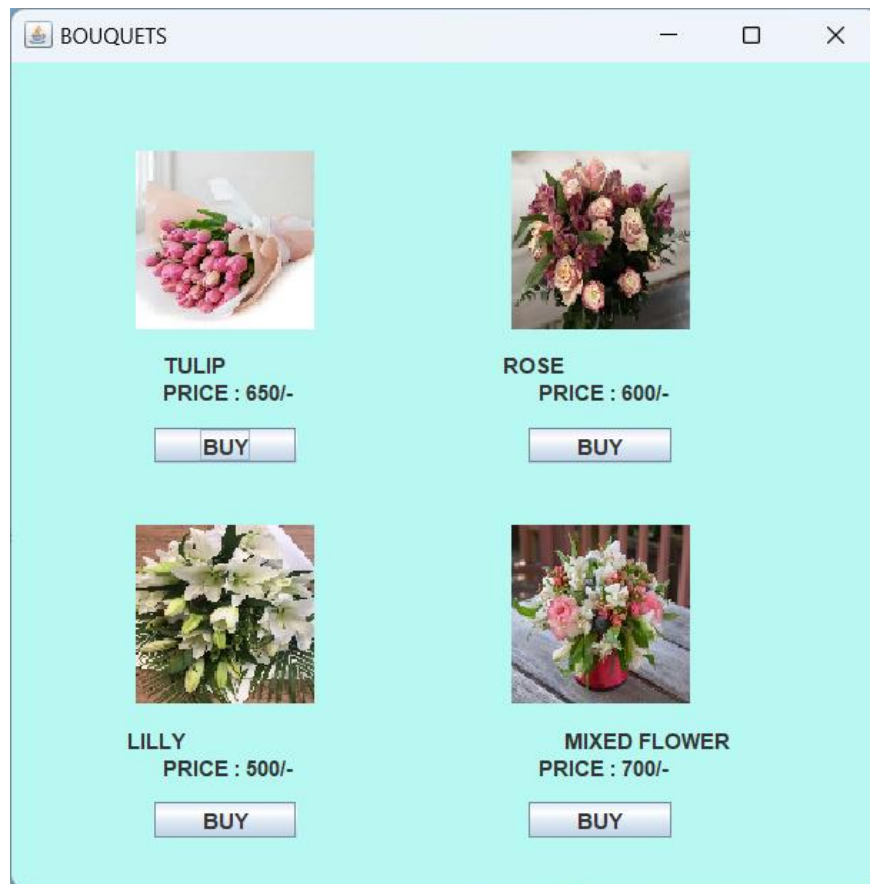 BOUQUETS
TULIP
PRICE : 650/-
BUY
ROSE
PRICE : 600/-
BUY
LILLY
PRICE : 500/-
BUY
MIXED FLOWER
PRICE : 700/-
BUY